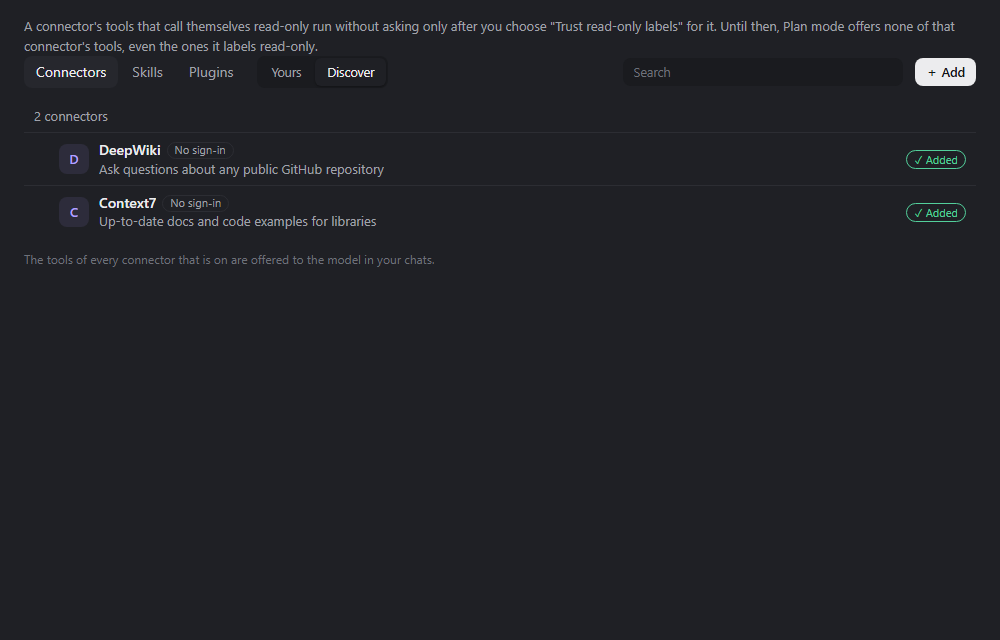 A connector's tools that call themselves read-only run without asking only after you choose "Trust read-only labels" for it. Until then, Plan mode offers none of that
connector's tools, even the ones it labels read-only.
Connectors Skills Plugins Yours Discover Search + Add
2 connectors
D DeepWiki No sign-in
Ask questions about any public GitHub repository
✓ Added
C Context7 No sign-in
Up-to-date docs and code examples for libraries
✓ Added
The tools of every connector that is on are offered to the model in your chats.